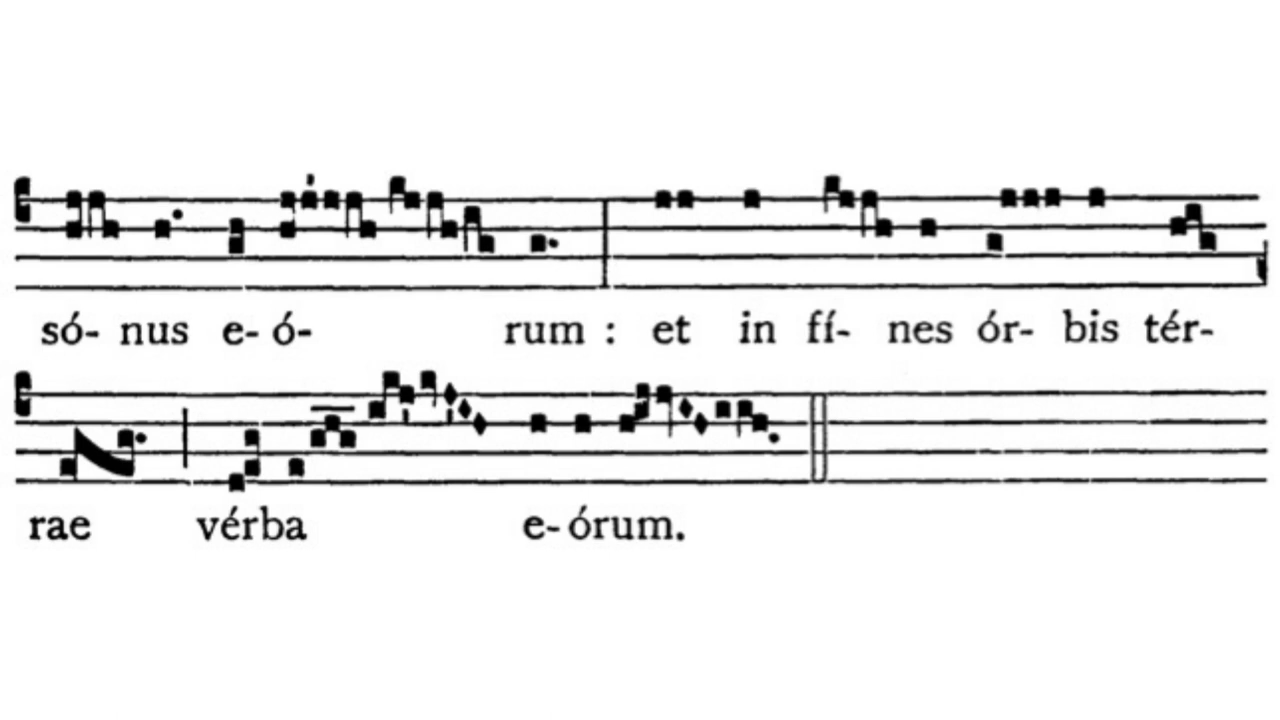 só- nus e- ó- rum : et in fí- nes ór- bis tér-
rae vérba e- órum.